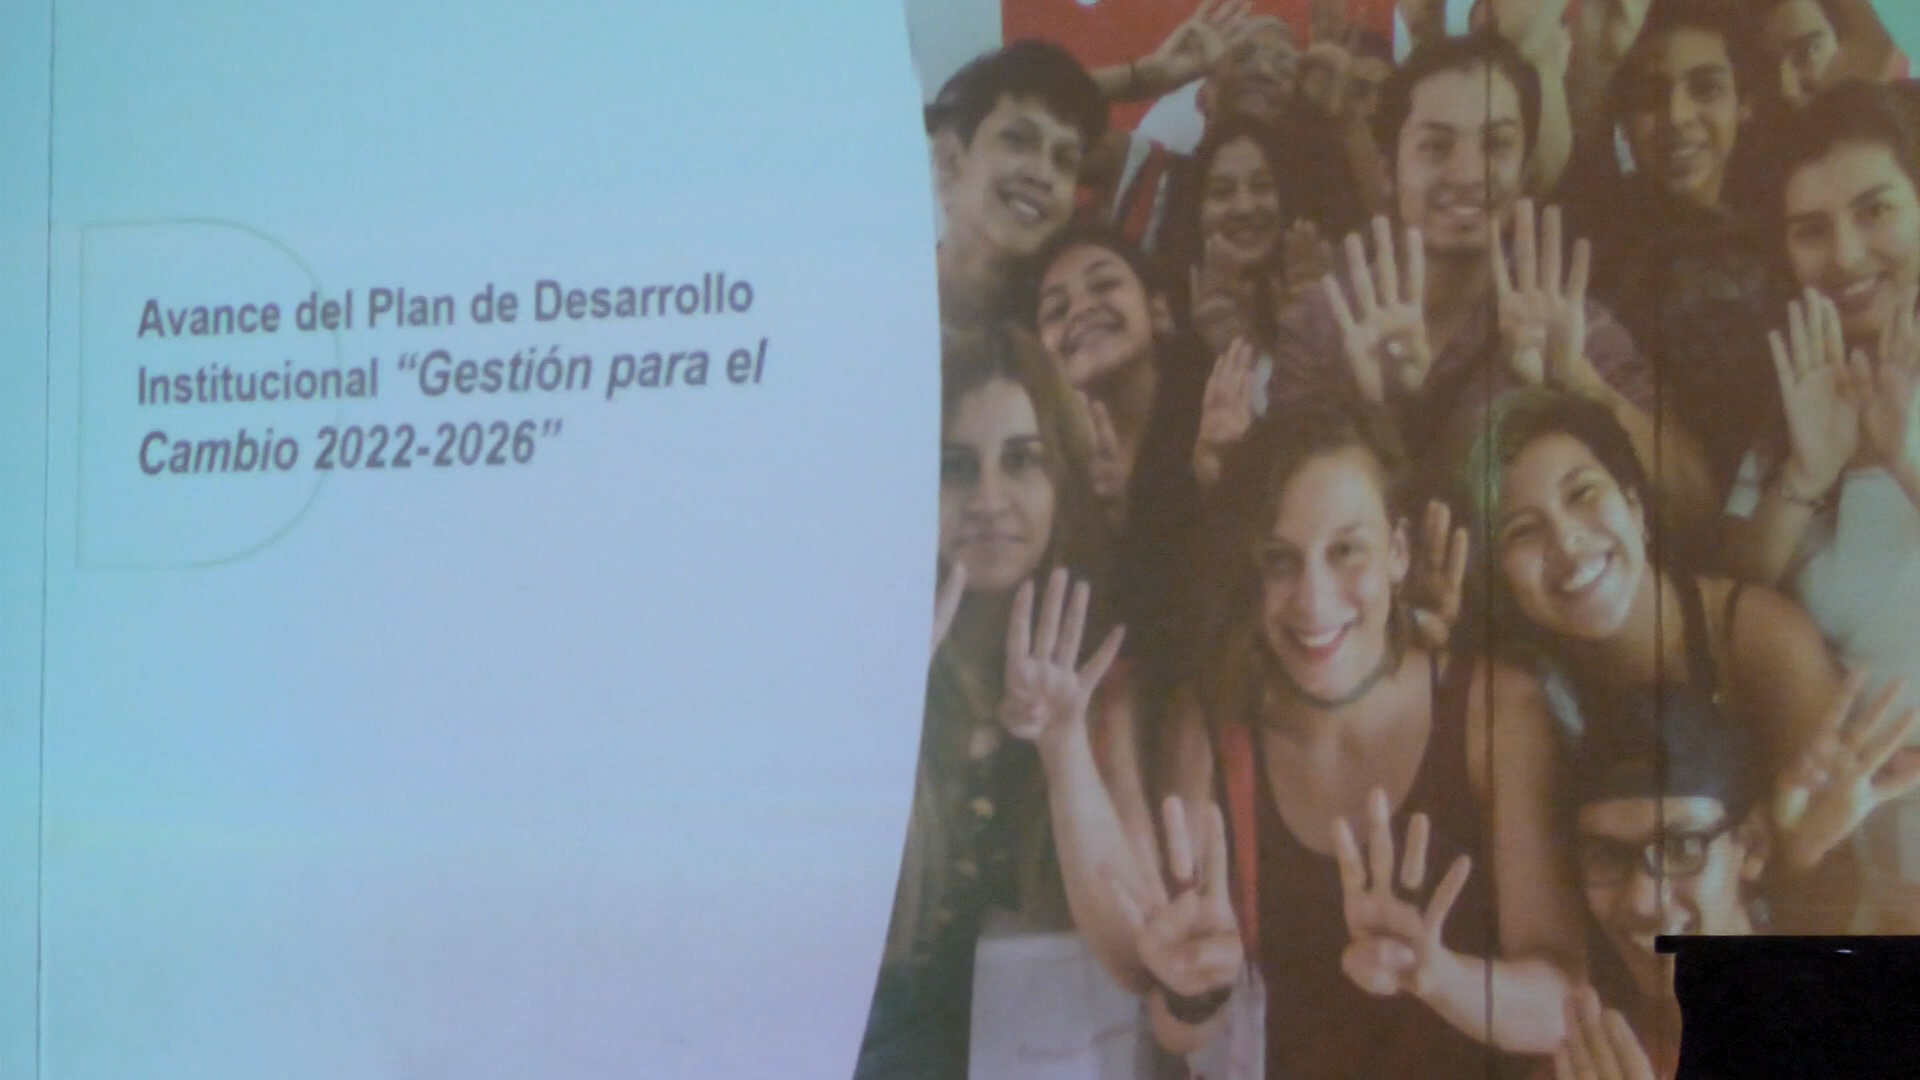 Avance del Plan de Desarrollo
Institucional “Gestión para el
Cambio 2022-2026”